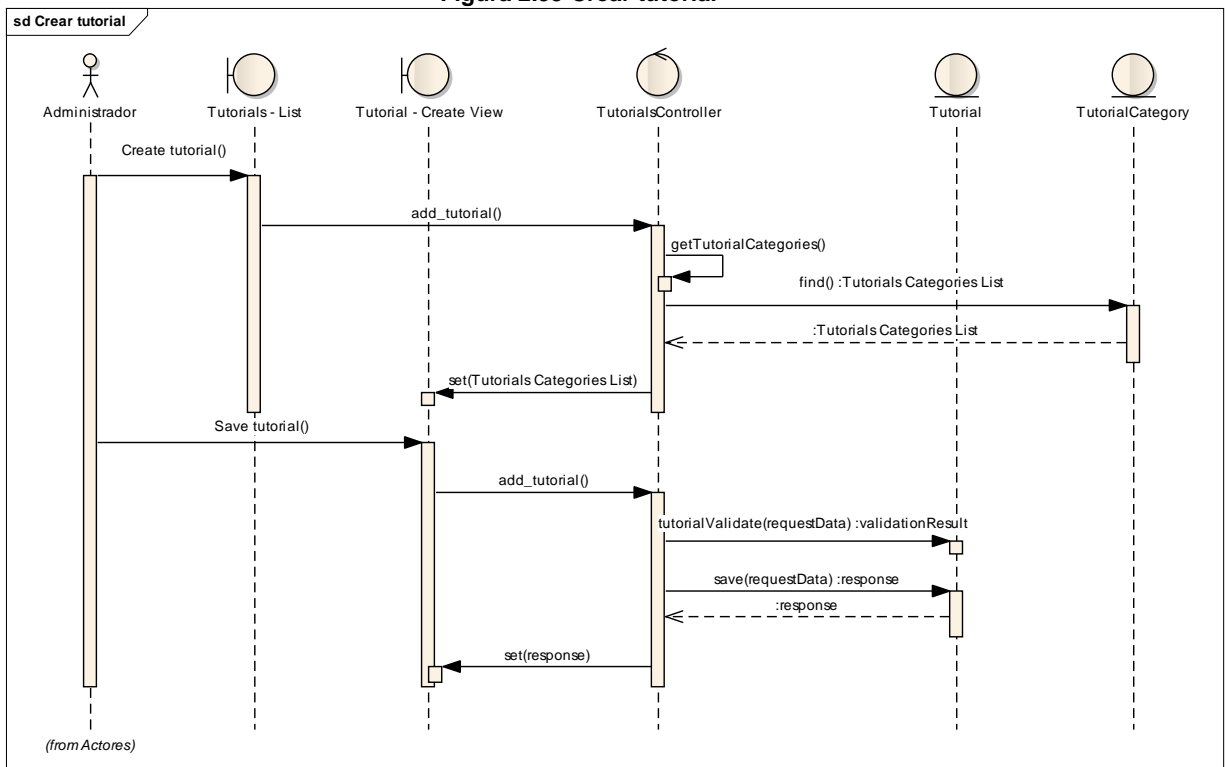 sd Crear tutorial
Administrador
Tutorials - List
Tutorial - Create View
TutorialsController
Tutorial
TutorialCategory
Create tutorial()
add_tutorial()
getTutorialCategories()
find() :Tutorials Categories List
:Tutorials Categories List
set(Tutorials Categories List)
Save tutorial()
add_tutorial()
tutorialValidate(requestData) :validationResult
save(requestData) :response
:response
set(response)
(from Actores)